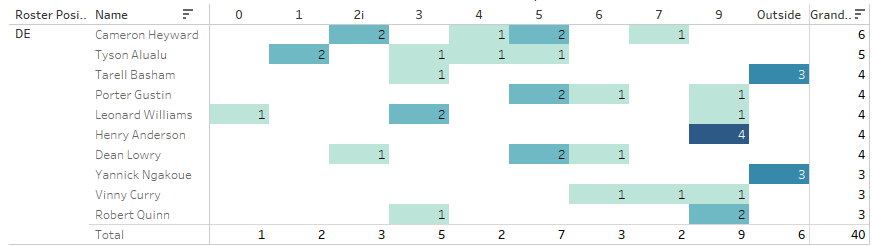 Roster Posi.. Name 0 1 2i 3 4 5 6 7 9 Outside Grand..
DE Cameron Heyward 2 1 2 1 6
Tyson Alualu 2 1 1 1 5
Tarell Basham 1 3 4
Porter Gustin 2 1 1 4
Leonard Williams 1 2 1 4
Henry Anderson 4 4
Dean Lowry 1 2 1 4
Yannick Ngakoue 3 3
Vinny Curry 1 1 1 3
Robert Quinn 1 2 3
Total 1 2 3 5 2 7 3 2 9 6 40